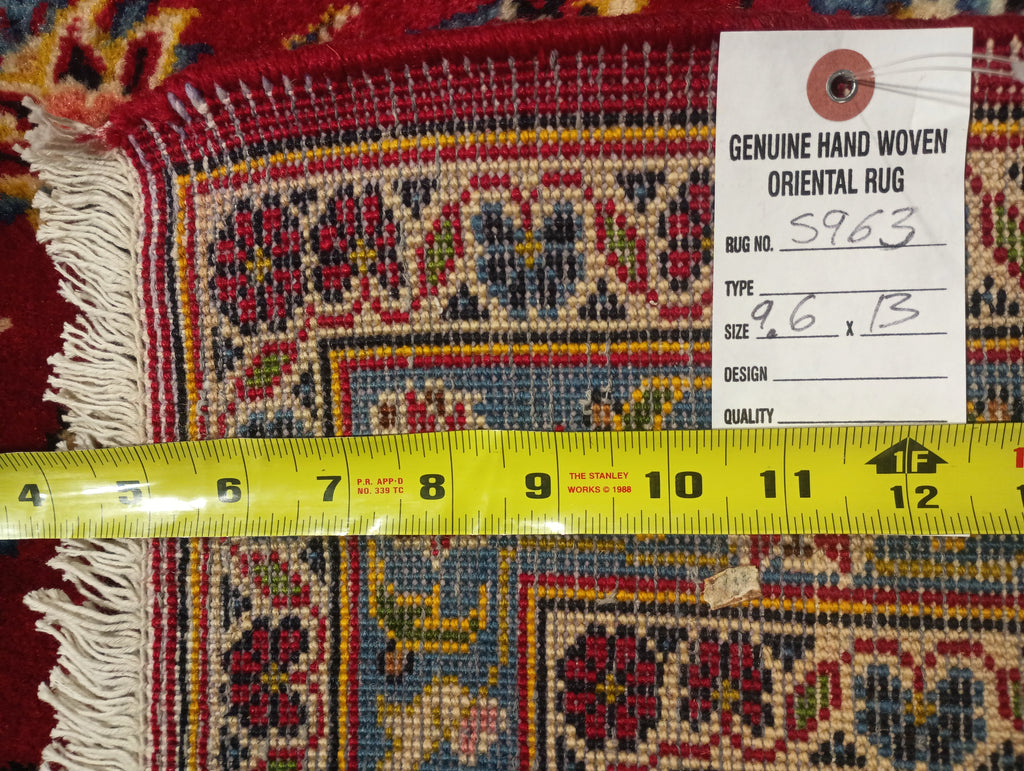 GENUINE HAND WOVEN
ORIENTAL RUG
RUG NO. S963
TYPE
SIZE 9.6 x 13
DESIGN
QUALITY
4 5 6 7 P.R. APP-D 8 9 THE STANLEY 10 11 1F 12
NO. 339 TC WORKS © 1988